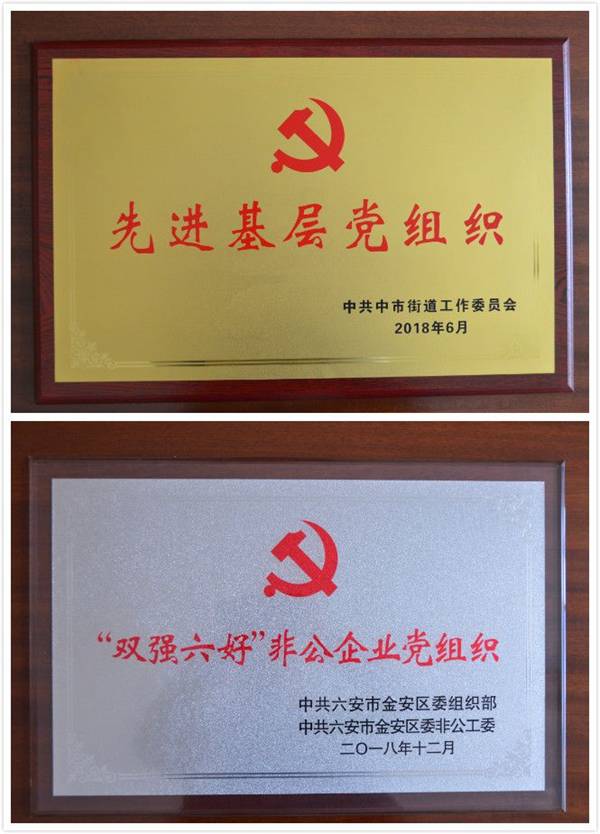 先进基层党组织
中共中市街道工作委员会
2018年6月
“双强六好”非公企业党组织
中共六安市金安区委组织部
中共六安市金安区委非公工委
二〇一八年十二月